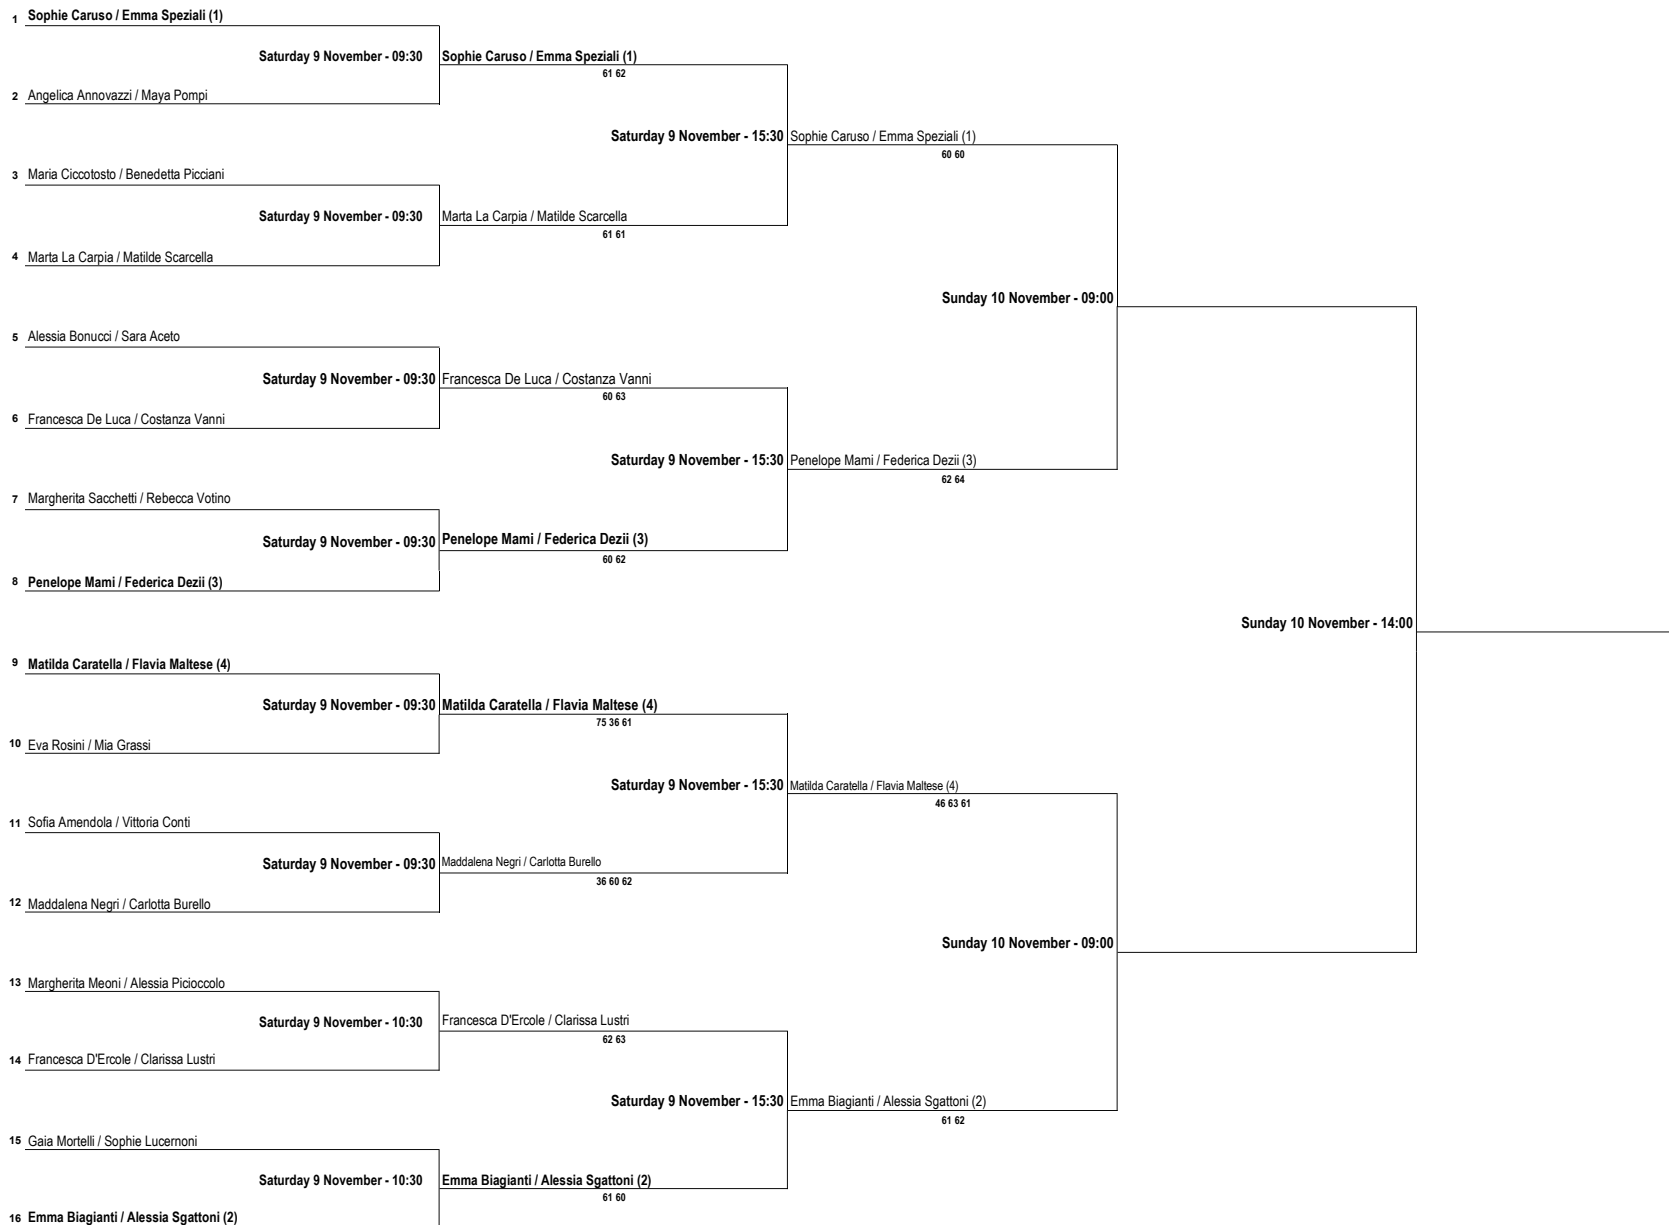 1 Sophie Caruso / Emma Speziali (1)
Saturday 9 November - 09:30 Sophie Caruso / Emma Speziali (1)
61 62
2 Angelica Annovazzi / Maya Pompi
Saturday 9 November - 15:30 Sophie Caruso / Emma Speziali (1)
60 60
3 Maria Ciccotosto / Benedetta Picciani
Saturday 9 November - 09:30 Marta La Carpia / Matilde Scarcella
61 61
4 Marta La Carpia / Matilde Scarcella
Sunday 10 November - 09:00
5 Alessia Bonucci / Sara Aceto
Saturday 9 November - 09:30 Francesca De Luca / Costanza Vanni
60 63
6 Francesca De Luca / Costanza Vanni
Saturday 9 November - 15:30 Penelope Mami / Federica Dezii (3)
62 64
7 Margherita Sacchetti / Rebecca Votino
Saturday 9 November - 09:30 Penelope Mami / Federica Dezii (3)
60 62
8 Penelope Mami / Federica Dezii (3)
Sunday 10 November - 14:00
9 Matilda Caratella / Flavia Maltese (4)
Saturday 9 November - 09:30 Matilda Caratella / Flavia Maltese (4)
75 36 61
10 Eva Rosini / Mia Grassi
Saturday 9 November - 15:30 Matilda Caratella / Flavia Maltese (4)
46 63 61
11 Sofia Amendola / Vittoria Conti
Saturday 9 November - 09:30 Maddalena Negri / Carlotta Burello
36 60 62
12 Maddalena Negri / Carlotta Burello
Sunday 10 November - 09:00
13 Margherita Meoni / Alessia Picioccolo
Saturday 9 November - 10:30 Francesca D'Ercole / Clarissa Lustri
62 63
14 Francesca D'Ercole / Clarissa Lustri
Saturday 9 November - 15:30 Emma Biagianti / Alessia Sgattoni (2)
61 62
15 Gaia Mortelli / Sophie Lucernoni
Saturday 9 November - 10:30 Emma Biagianti / Alessia Sgattoni (2)
61 60
16 Emma Biagianti / Alessia Sgattoni (2)